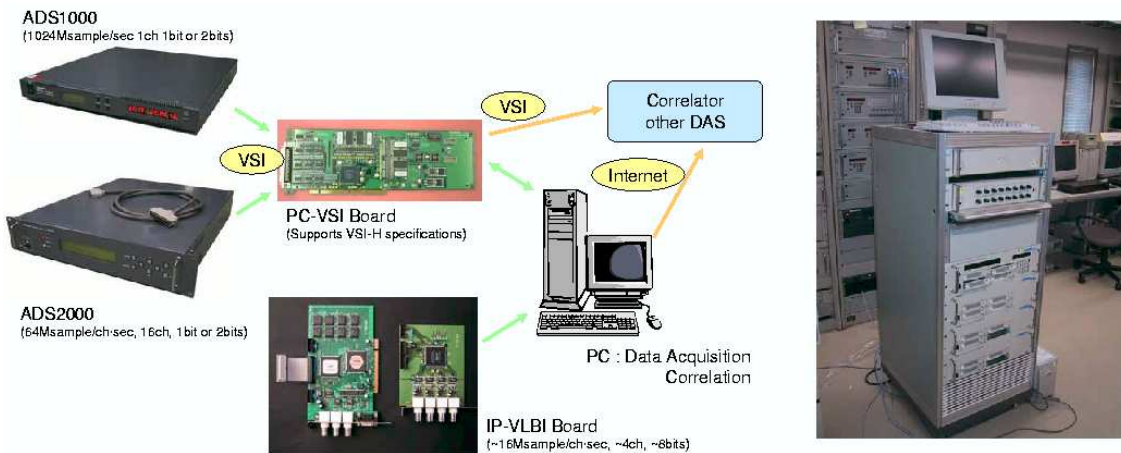 ADS1000
(1024Msample/sec 1ch 1bit or 2bits)
VSI
Correlator
other DAS
VSI
Internet
PC-VSI Board
(Supports VSI-H specifications)
ADS2000
(64Msample/ch·sec, 16ch, 1bit or 2bits)
PC : Data Acquisition
Correlation
IP-VLBI Board
(~16Msample/ch·sec, ~4ch, ~8bits)